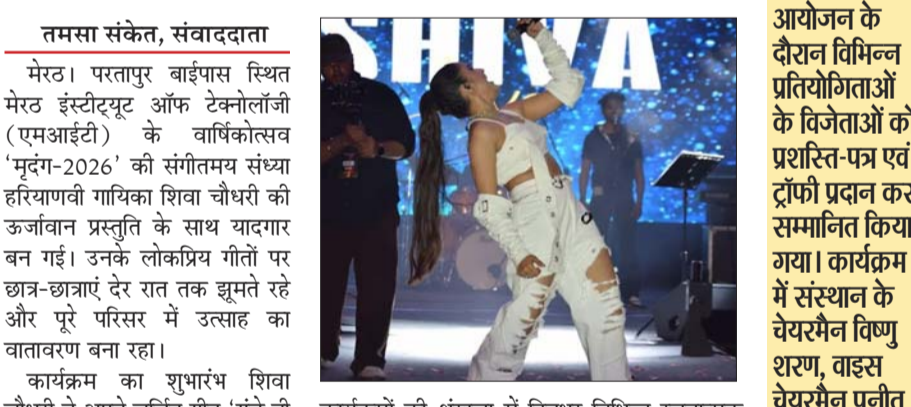 तमसा संकेत, संवाददाता
मेरठ। परतापुर बाईपास स्थित
मेरठ इंस्टीट्यूट ऑफ टेक्नोलॉजी
(एमआईटी) के वार्षिकोत्सव
‘मृदंग-2026’ की संगीतमय संध्या
हरियाणवी गायिका शिवा चौधरी की
ऊर्जावान प्रस्तुति के साथ यादगार
बन गई। उनके लोकप्रिय गीतों पर
छात्र-छात्राएं देर रात तक झूमते रहे
और पूरे परिसर में उत्साह का
वातावरण बना रहा।
कार्यक्रम का शुभारंभ शिवा
SHIVA
आयोजन के
दौरान विभिन्न
प्रतियोगिताओं
के विजेताओं को
प्रशस्ति-पत्र एवं
ट्रॉफी प्रदान कर
सम्मानित किया
गया। कार्यक्रम
में संस्थान के
चेयरमैन विष्णु
शरण, वाइस
चेयरमैन पुनीत